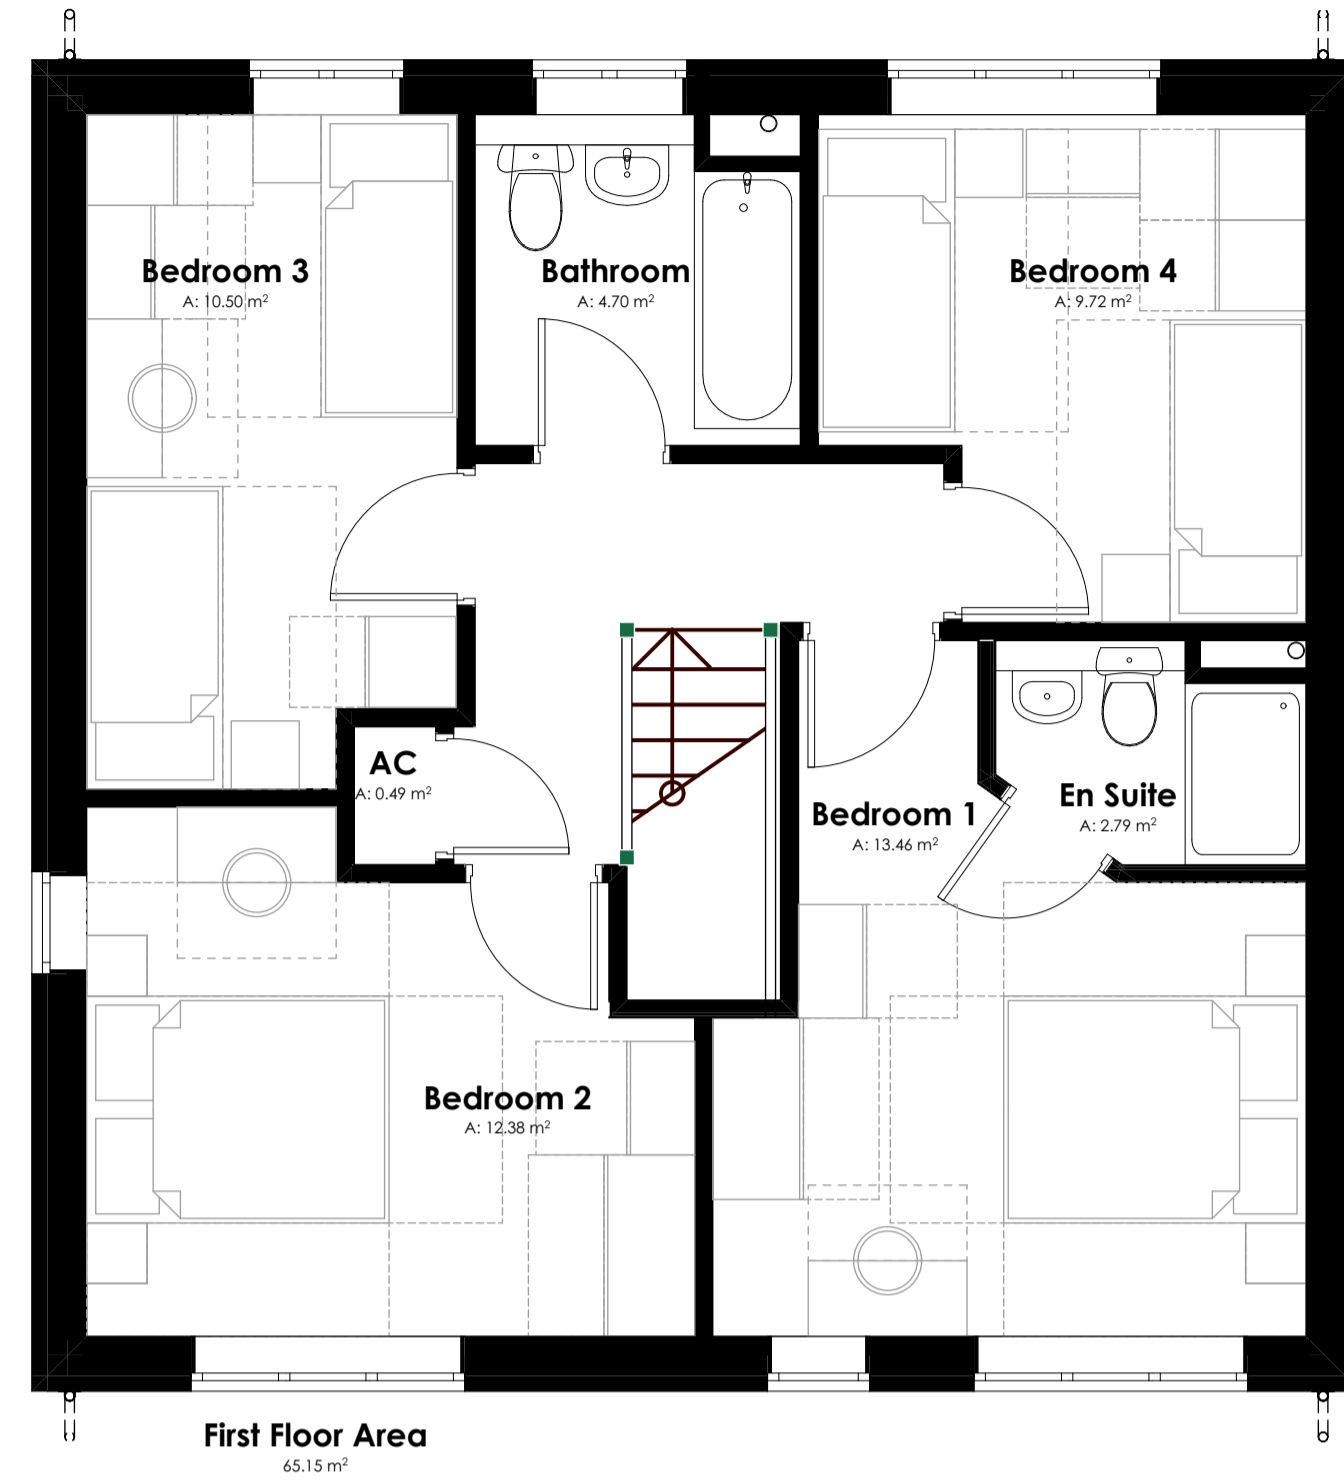 Bedroom 3
A: 10.50 m²
Bathroom
A: 4.70 m²
Bedroom 4
A: 9.72 m²
AC
A: 0.49 m²
Bedroom 1
A: 13.46 m²
En Suite
A: 2.79 m²
Bedroom 2
A: 12.38 m²
First Floor Area
65.15 m²